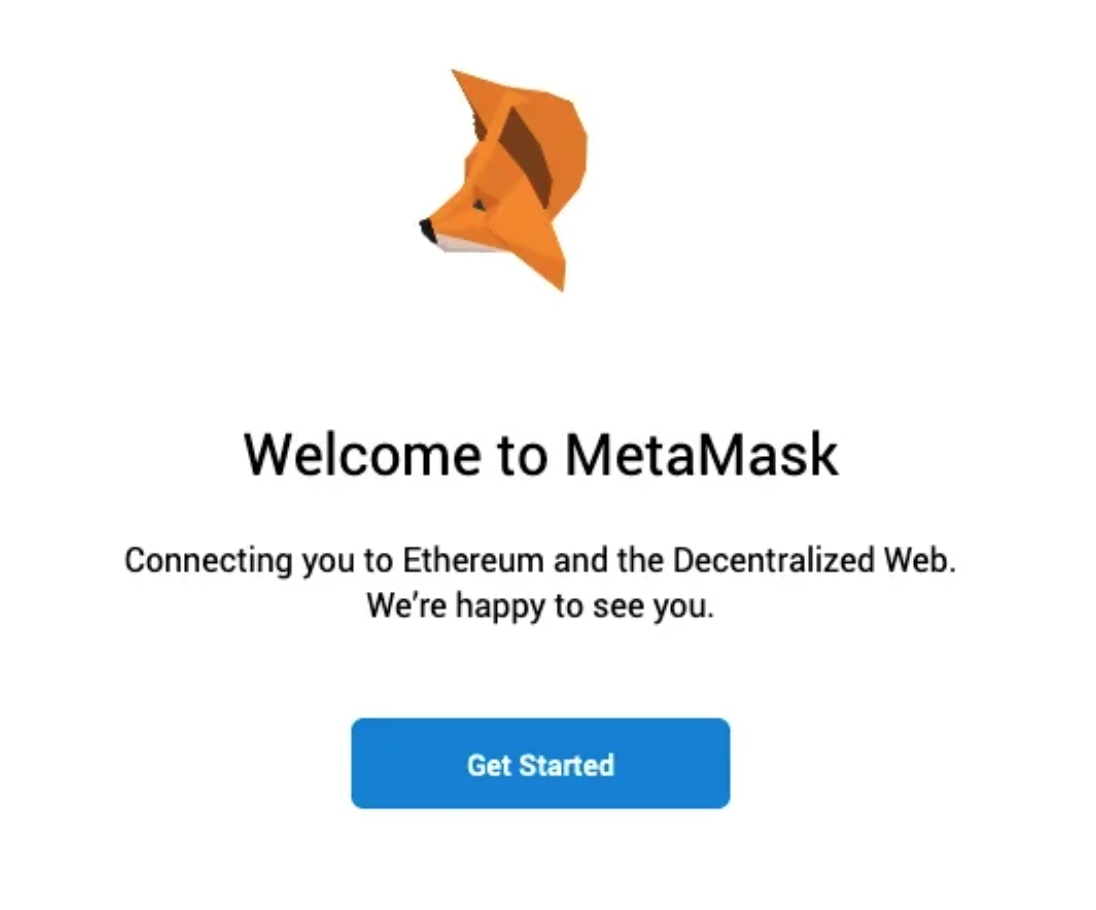 Welcome to MetaMask
Connecting you to Ethereum and the Decentralized Web.
We’re happy to see you.
Get Started